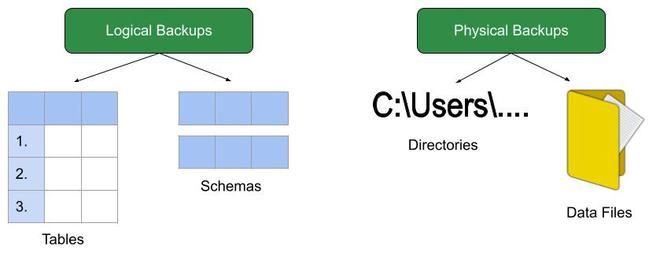 Logical Backups
Physical Backups
1.
2.
3.
Tables
Schemas
C:\Users\....
Directories
Data Files